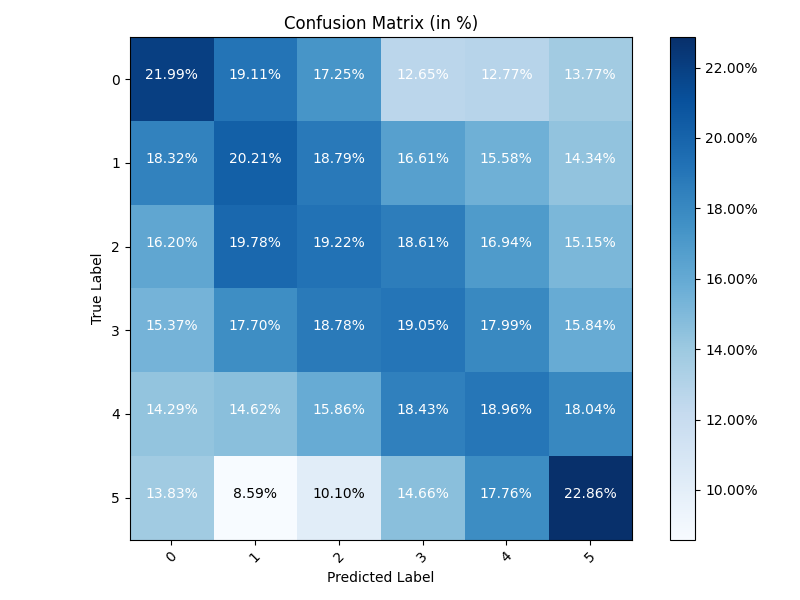 Confusion Matrix (in %)
0 21.99% 19.11% 17.25% 12.65% 12.77% 13.77%
1 18.32% 20.21% 18.79% 16.61% 15.58% 14.34%
2 16.20% 19.78% 19.22% 18.61% 16.94% 15.15%
3 15.37% 17.70% 18.78% 19.05% 17.99% 15.84%
4 14.29% 14.62% 15.86% 18.43% 18.96% 18.04%
5 13.83% 8.59% 10.10% 14.66% 17.76% 22.86%
0 1 2 3 4 5
Predicted Label
True Label
22.00%
20.00%
18.00%
16.00%
14.00%
12.00%
10.00%